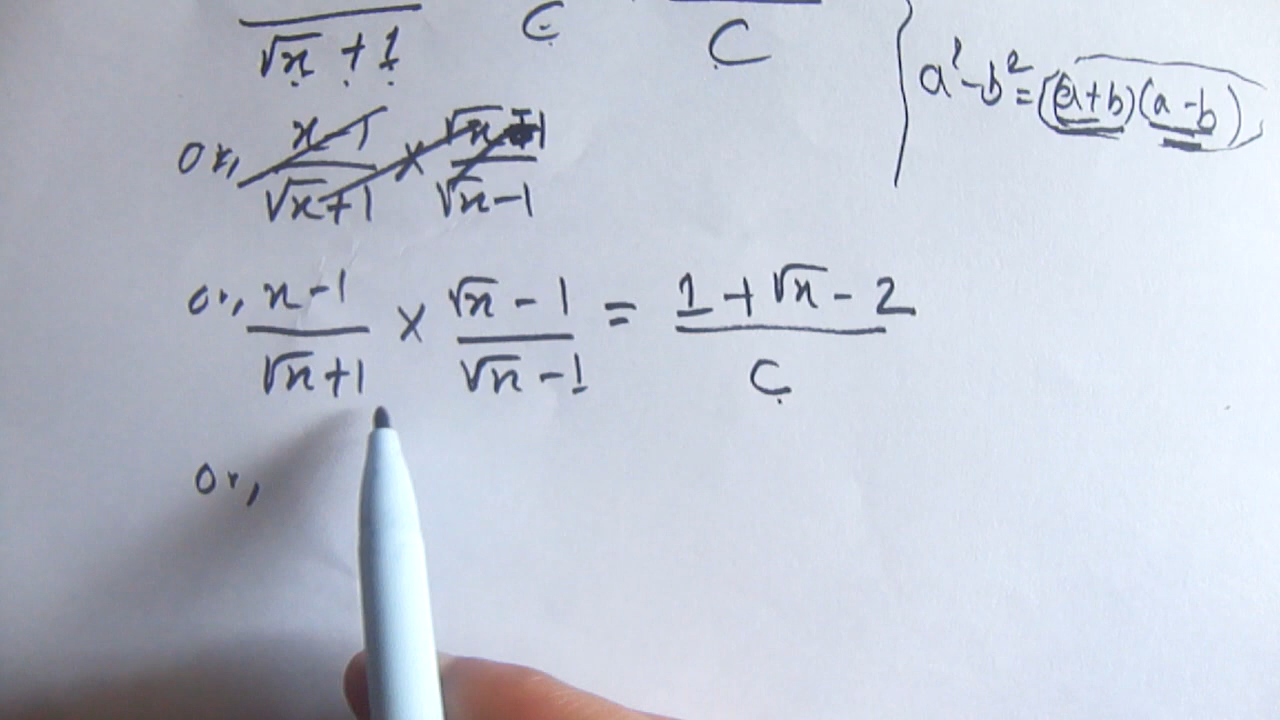 √x + 1 C C
a² - b² = (a+b)(a-b)
or, x-1 / √x+1 × √x-1 / √x-1
or, x-1 / √x+1 × √x-1 / √x-1 = 1+√x-2 / C
or,